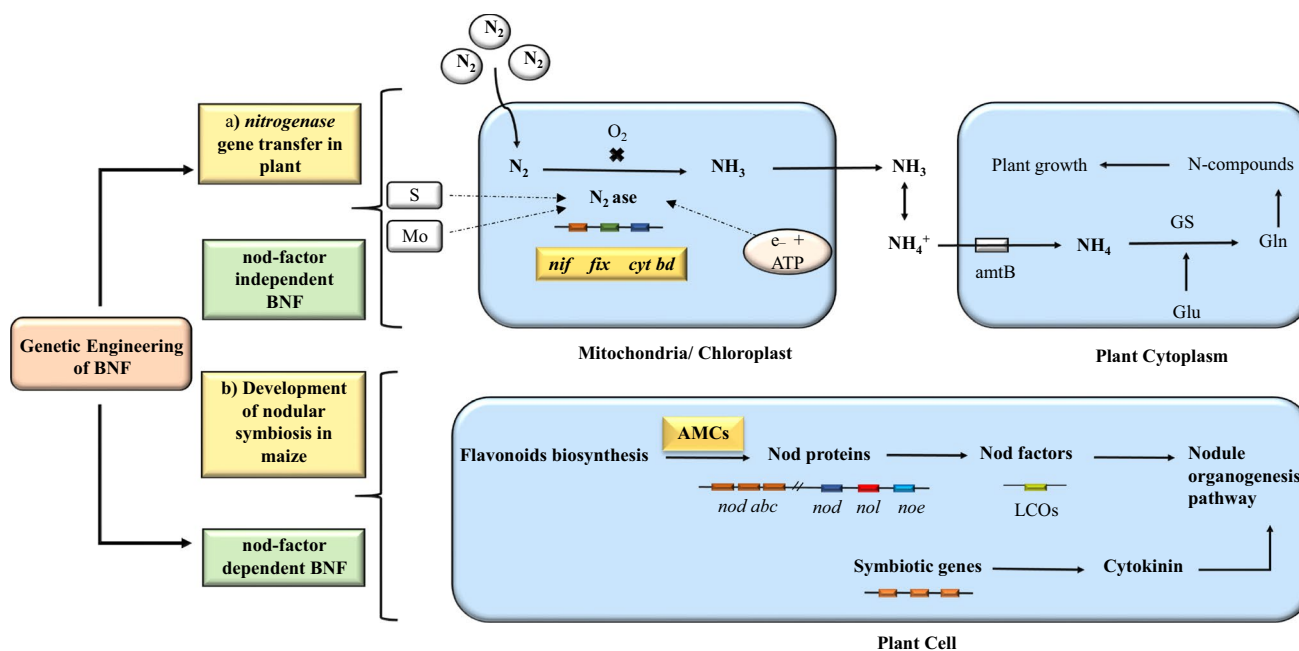 N₂
N₂
N₂
a) nitrogenase
gene transfer in
plant
nod-factor
independent
BNF
Genetic Engineering
of BNF
b) Development
of nodular
symbiosis in
maize
nod-factor
dependent BNF
S
Mo
O₂
N₂
NH₃
N₂ ase
nif fix cyt bd
e– +
ATP
Mitochondria/ Chloroplast
NH₃
NH₄⁺
amtB
Plant growth
N-compounds
GS
NH₄
Gln
Glu
Plant Cytoplasm
AMCs
Flavonoids biosynthesis
Nod proteins
Nod factors
Nodule
organogenesis
pathway
nod abc
nod
nol
noe
LCOs
Symbiotic genes
Cytokinin
Plant Cell